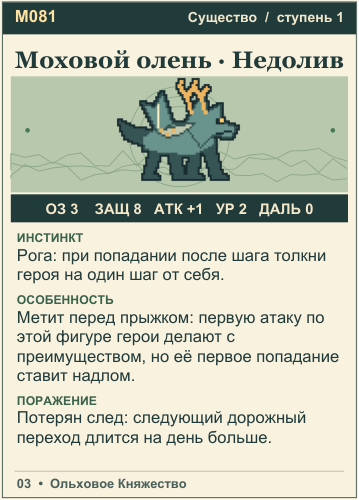 М081
Существо / ступень 1
Моховой олень · Недолив
ОЗ 3 ЗАЩ 8 АТК +1 УР 2 ДАЛЬ 0
ИНСТИНКТ
Рога: при попадании после шага толкни
героя на один шаг от себя.
ОСОБЕННОСТЬ
Метит перед прыжком: первую атаку по
этой фигуре герои делают с
преимуществом, но её первое попадание
ставит надлом.
ПОРАЖЕНИЕ
Потерян след: следующий дорожный
переход длится на день больше.
03 • Ольховое Княжество